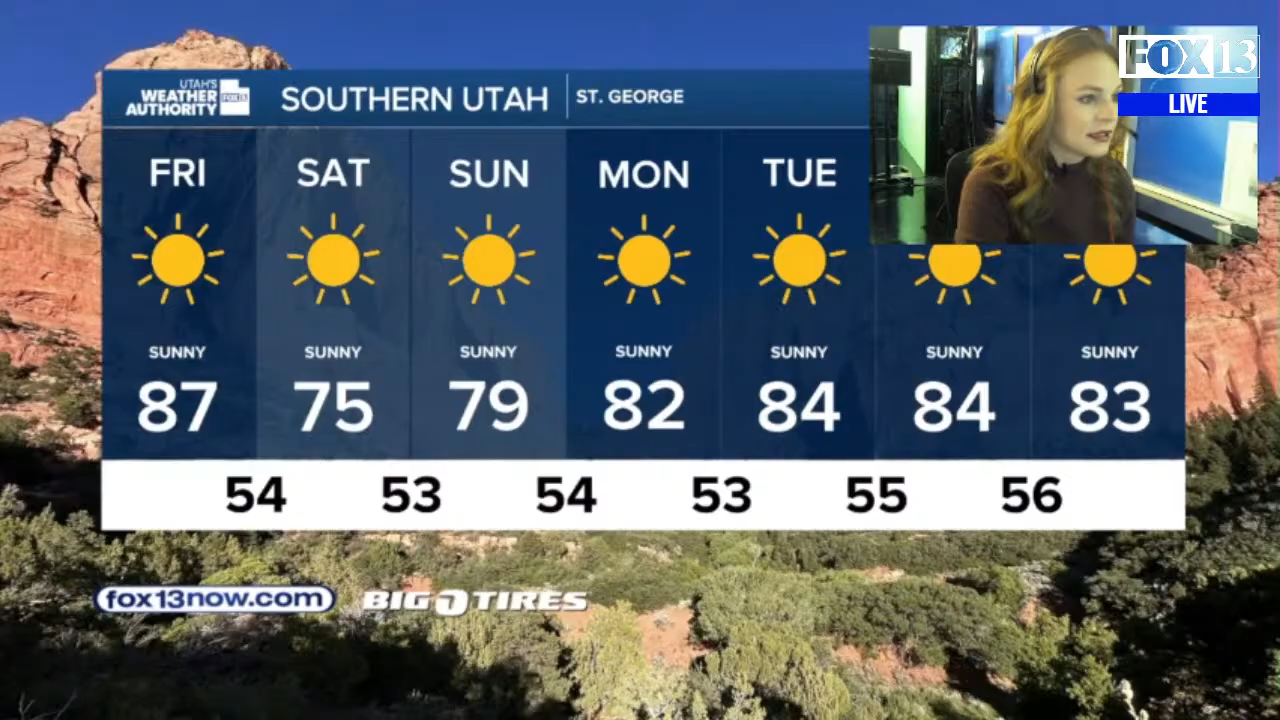 UTAH'S
WEATHER
AUTHORITY
FOX 13
SOUTHERN UTAH
ST. GEORGE
FOX 13
LIVE
FRI SAT SUN MON TUE
SUNNY SUNNY SUNNY SUNNY SUNNY SUNNY SUNNY
87 75 79 82 84 84 83
54 53 54 53 55 56
fox13now.com
BIG O TIRES